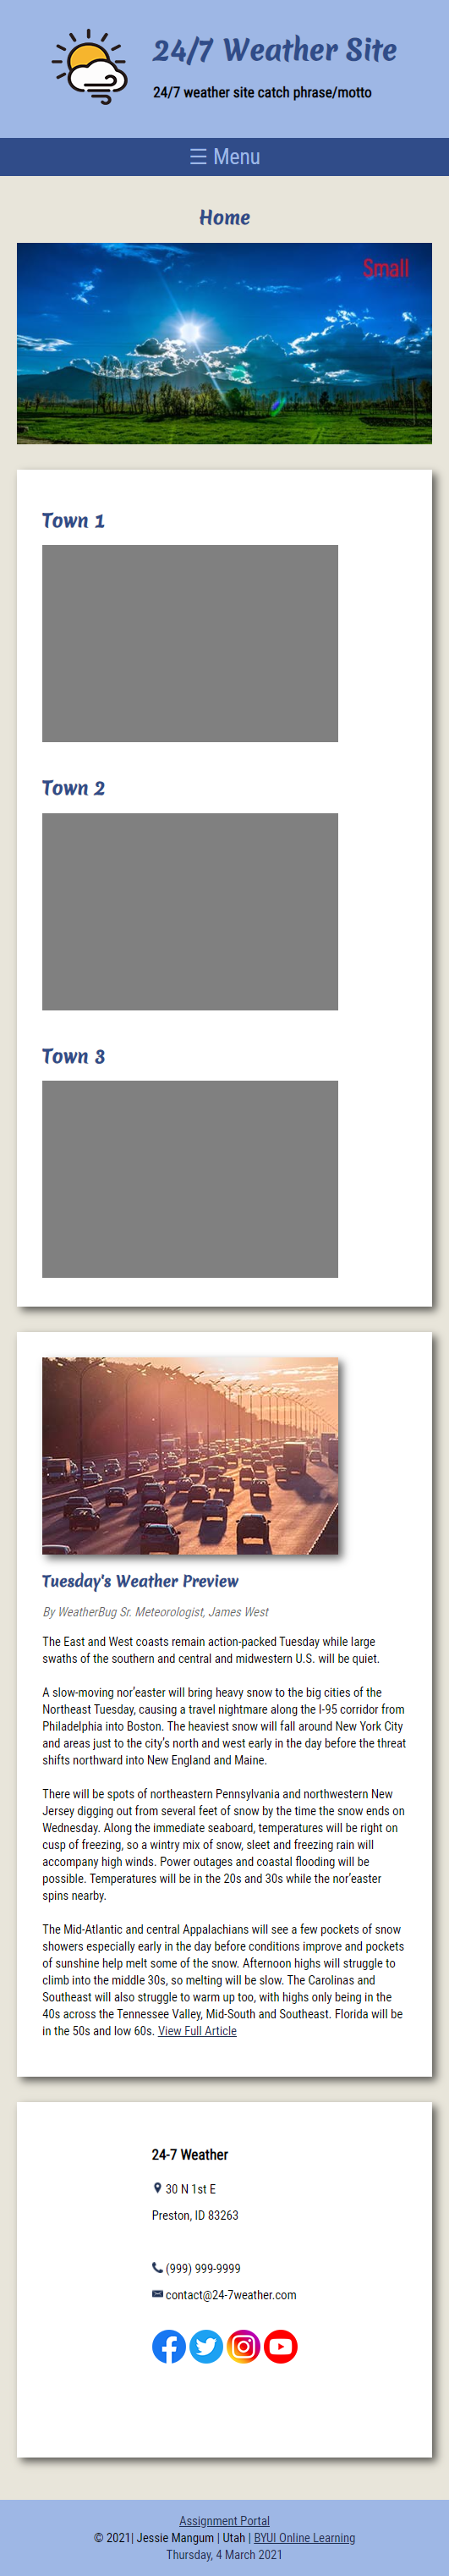 24/7 Weather Site
24/7 weather site catch phrase/motto
☰ Menu
Home
Small
Town 1
Town 2
Town 3
Tuesday's Weather Preview
By WeatherBug Sr. Meteorologist, James West
The East and West coasts remain action-packed Tuesday while large
swaths of the southern and central and midwestern U.S. will be quiet.
A slow-moving nor’easter will bring heavy snow to the big cities of the
Northeast Tuesday, causing a travel nightmare along the I-95 corridor from
Philadelphia into Boston. The heaviest snow will fall around New York City
and areas just to the city’s north and west early in the day before the threat
shifts northward into New England and Maine.
There will be spots of northeastern Pennsylvania and northwestern New
Jersey digging out from several feet of snow by the time the snow ends on
Wednesday. Along the immediate seaboard, temperatures will be right on
cusp of freezing, so a wintry mix of snow, sleet and freezing rain will
accompany high winds. Power outages and coastal flooding will be
possible. Temperatures will be in the 20s and 30s while the nor’easter
spins nearby.
The Mid-Atlantic and central Appalachians will see a few pockets of snow
showers especially early in the day before conditions improve and pockets
of sunshine help melt some of the snow. Afternoon highs will struggle to
climb into the middle 30s, so melting will be slow. The Carolinas and
Southeast will also struggle to warm up too, with highs only being in the
40s across the Tennessee Valley, Mid-South and Southeast. Florida will be
in the 50s and low 60s. View Full Article
24-7 Weather
30 N 1st E
Preston, ID 83263
(999) 999-9999
contact@24-7weather.com
Assignment Portal
© 2021| Jessie Mangum | Utah | BYUI Online Learning
Thursday, 4 March 2021